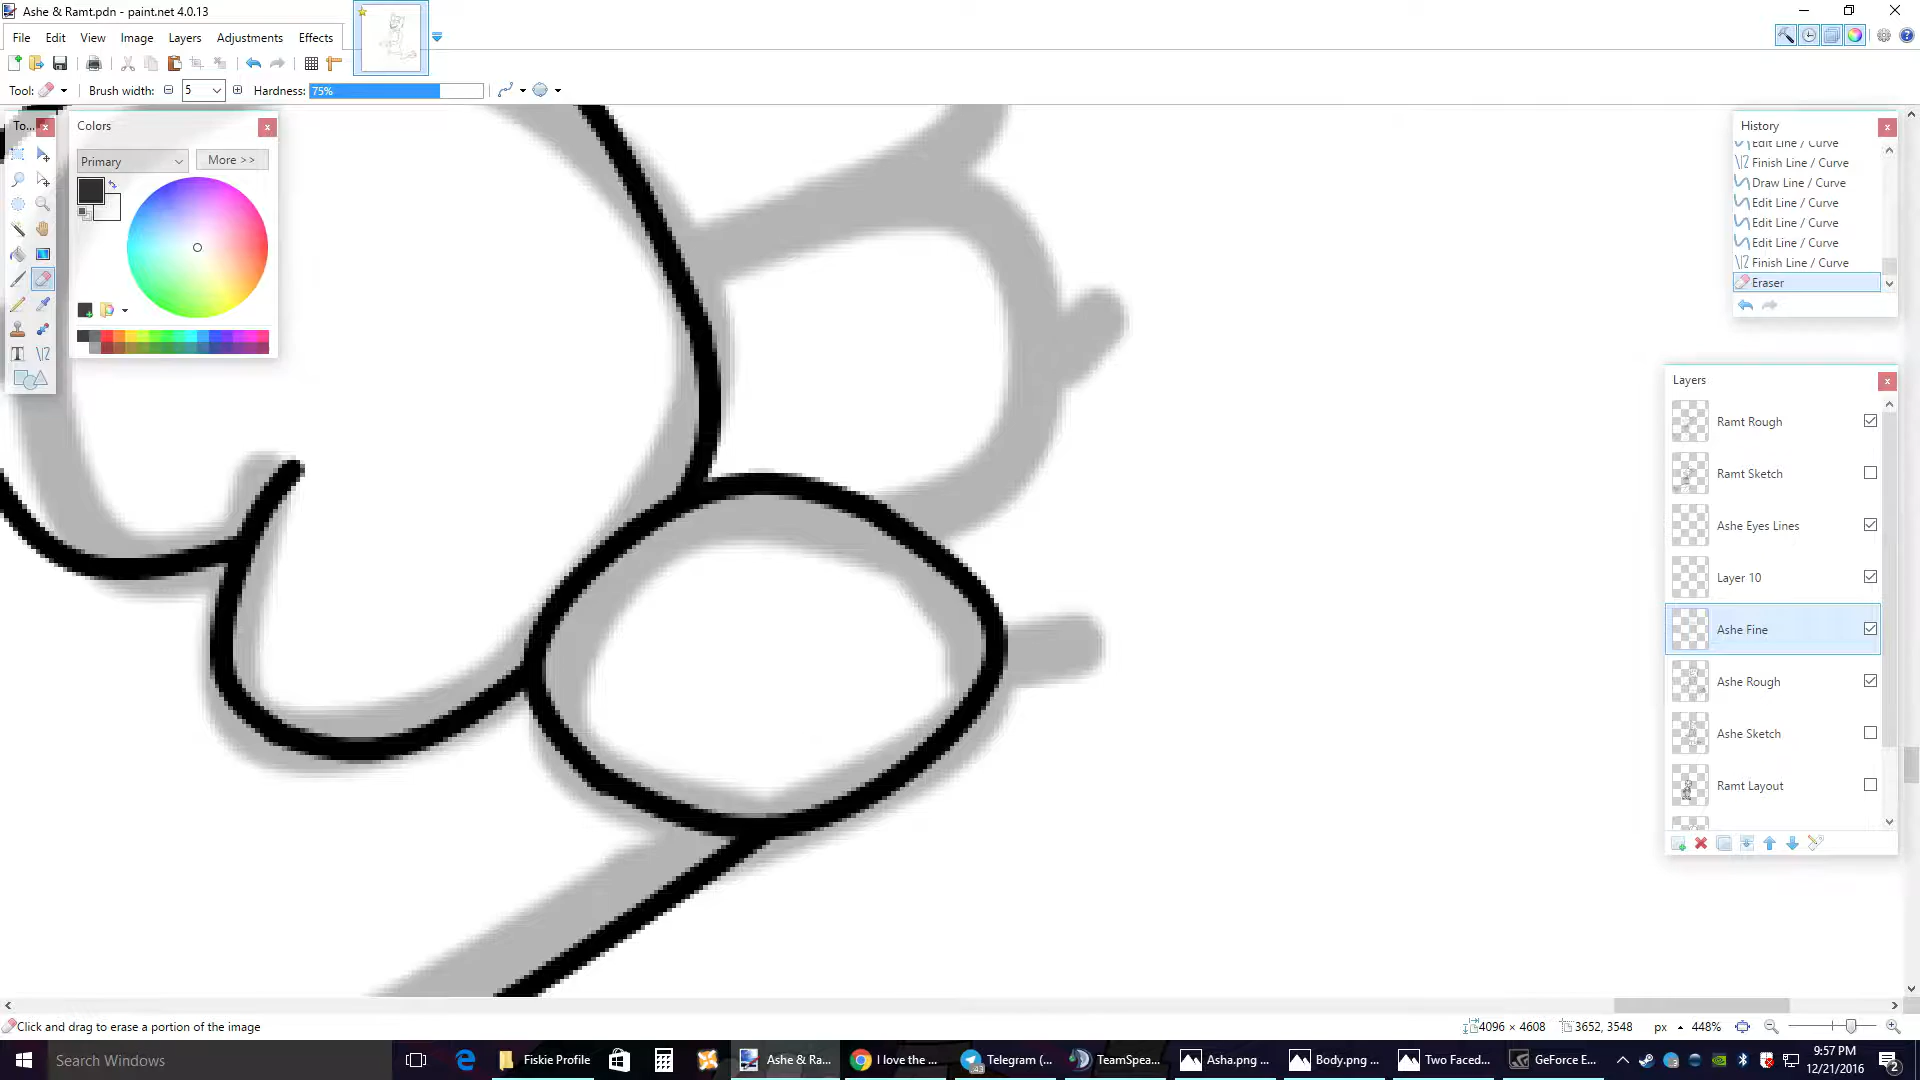 Ashe & Ramt.pdn - paint.net 4.0.13
File Edit View Image Layers Adjustments Effects
Tool: Brush width: 5 Hardness: 75%
To...
Colors
Primary
More >>
History
Edit Line / Curve
Finish Line / Curve
Draw Line / Curve
Edit Line / Curve
Edit Line / Curve
Edit Line / Curve
Finish Line / Curve
Eraser
Layers
Ramt Rough
Ramt Sketch
Ashe Eyes Lines
Layer 10
Ashe Fine
Ashe Rough
Ashe Sketch
Ramt Layout
Click and drag to erase a portion of the image
4096 × 4608
3652, 3548
px
448%
Search Windows
Fiskie Profile
Ashe & Ra...
I love the ...
Telegram (...
43
TeamSpea...
Asha.png ...
Body.png ...
Two Faced...
GeForce E...
9:57 PM
12/21/2016
2